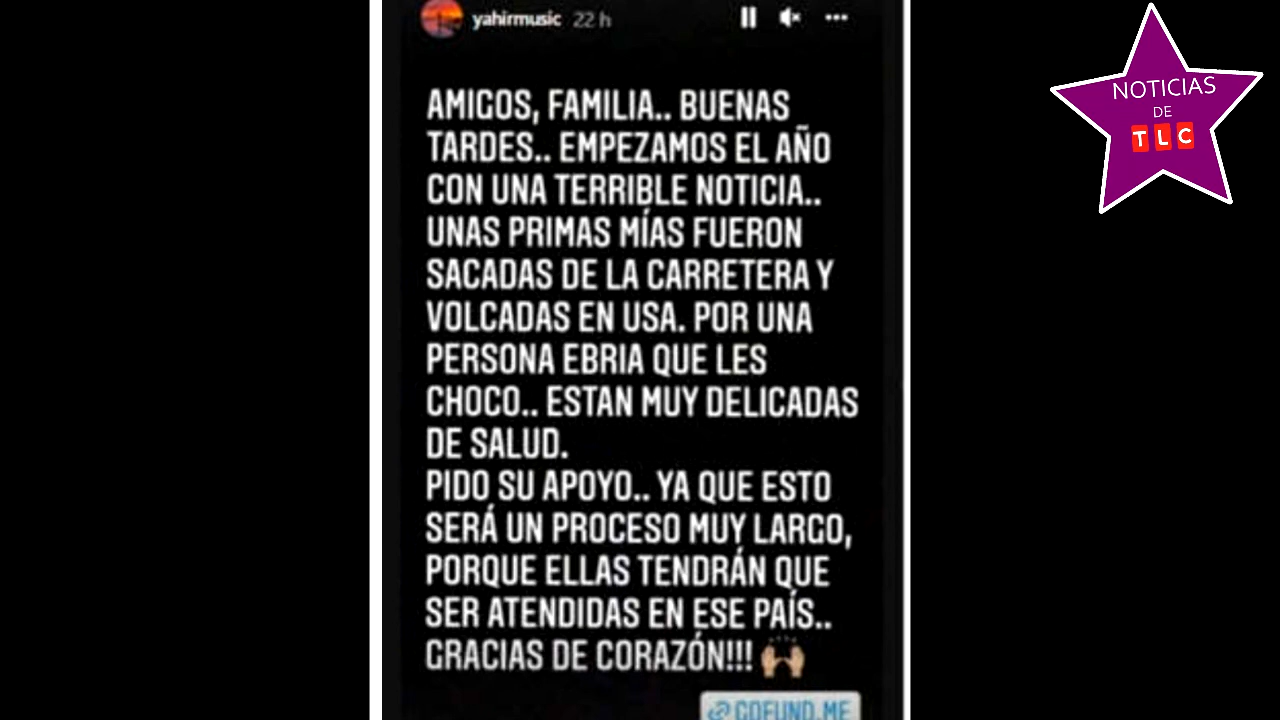 yahirmusic 22 h
AMIGOS, FAMILIA.. BUENAS
TARDES.. EMPEZAMOS EL AÑO
CON UNA TERRIBLE NOTICIA..
UNAS PRIMAS MÍAS FUERON
SACADAS DE LA CARRETERA Y
VOLCADAS EN USA. POR UNA
PERSONA EBRIA QUE LES
CHOCO.. ESTAN MUY DELICADAS
DE SALUD.
PIDO SU APOYO.. YA QUE ESTO
SERÁ UN PROCESO MUY LARGO,
PORQUE ELLAS TENDRÁN QUE
SER ATENDIDAS EN ESE PAÍS..
GRACIAS DE CORAZÓN!!! 🙌🏼
GOFUND.ME
NOTICIAS
DE
TLC